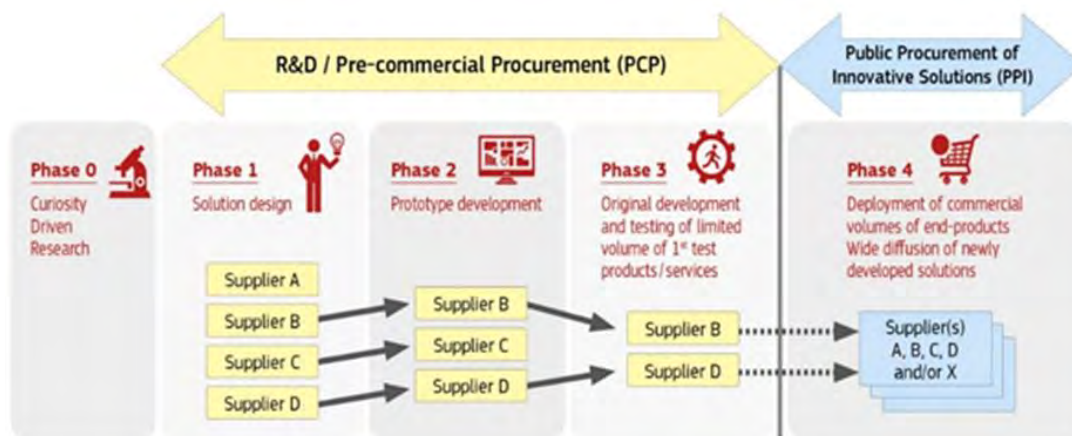 R&D / Pre-commercial Procurement (PCP)
Public Procurement of
Innovative Solutions (PPI)
Phase 0
Curiosity
Driven
Research
Phase 1
Solution design
Supplier A
Supplier B
Supplier C
Supplier D
Phase 2
Prototype development
Supplier B
Supplier C
Supplier D
Phase 3
Original development
and testing of limited
volume of 1st test
products/services
Supplier B
Supplier D
Phase 4
Deployment of commercial
volumes of end-products
Wide diffusion of newly
developed solutions
Supplier(s)
A, B, C, D
and/or X